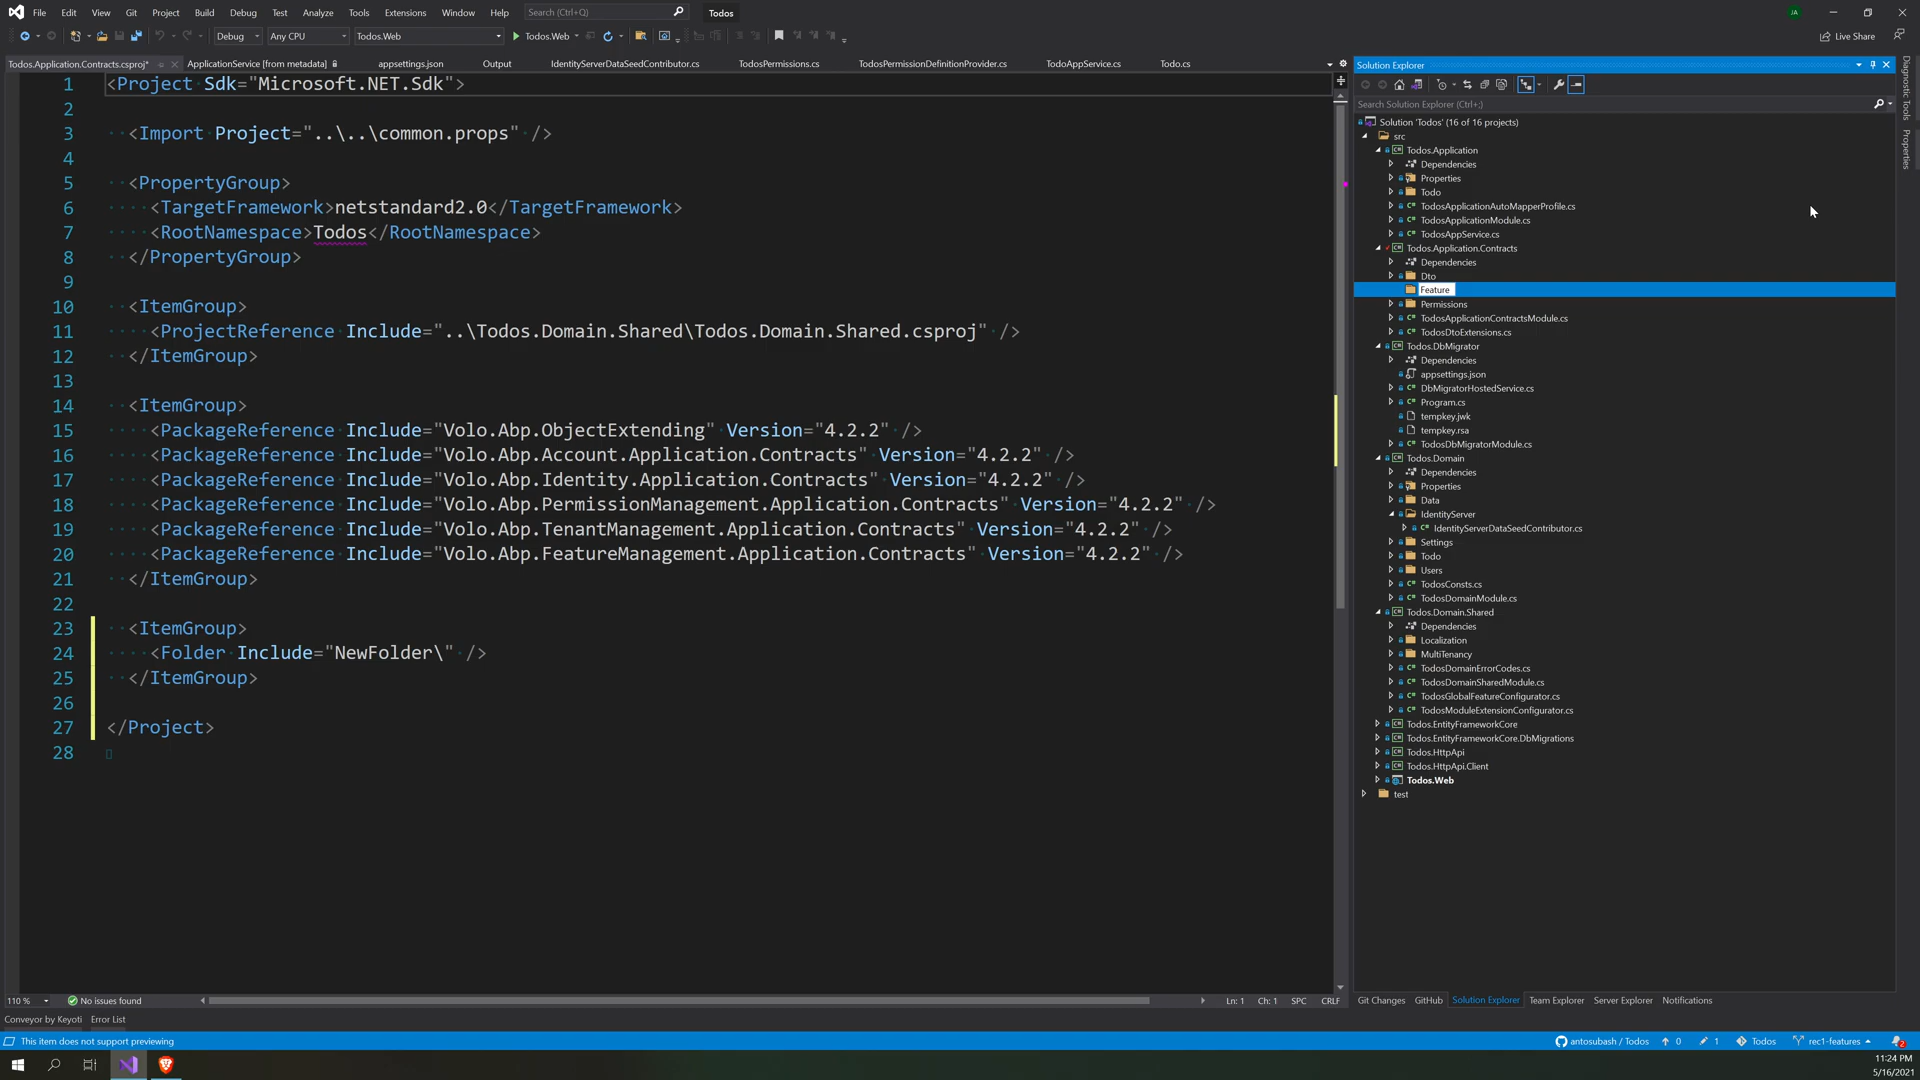 File Edit View Git Project Build Debug Test Analyze Tools Extensions Window Help Search (Ctrl+Q) Todos JA
Debug Any CPU Todos.Web Todos.Web Live Share
Todos.Application.Contracts.csproj* ApplicationService [from metadata] appsettings.json Output IdentityServerDataSeedContributor.cs TodosPermissions.cs TodosPermissionDefinitionProvider.cs TodoAppService.cs Todo.cs
1 <Project Sdk="Microsoft.NET.Sdk">
2
3 <Import Project="..\..\common.props" />
4
5 <PropertyGroup>
6 <TargetFramework>netstandard2.0</TargetFramework>
7 <RootNamespace>Todos</RootNamespace>
8 </PropertyGroup>
9
10 <ItemGroup>
11 <ProjectReference Include="..\Todos.Domain.Shared\Todos.Domain.Shared.csproj" />
12 </ItemGroup>
13
14 <ItemGroup>
15 <PackageReference Include="Volo.Abp.ObjectExtending" Version="4.2.2" />
16 <PackageReference Include="Volo.Abp.Account.Application.Contracts" Version="4.2.2" />
17 <PackageReference Include="Volo.Abp.Identity.Application.Contracts" Version="4.2.2" />
18 <PackageReference Include="Volo.Abp.PermissionManagement.Application.Contracts" Version="4.2.2" />
19 <PackageReference Include="Volo.Abp.TenantManagement.Application.Contracts" Version="4.2.2" />
20 <PackageReference Include="Volo.Abp.FeatureManagement.Application.Contracts" Version="4.2.2" />
21 </ItemGroup>
22
23 <ItemGroup>
24 <Folder Include="NewFolder\" />
25 </ItemGroup>
26
27 </Project>
28
110 % No issues found Ln: 1 Ch: 1 SPC CRLF
Solution Explorer
Search Solution Explorer (Ctrl+;)
Solution 'Todos' (16 of 16 projects)
src
Todos.Application
Dependencies
Properties
Todo
TodosApplicationAutoMapperProfile.cs
TodosApplicationModule.cs
TodosAppService.cs
Todos.Application.Contracts
Dependencies
Dto
Feature
Permissions
TodosApplicationContractsModule.cs
TodosDtoExtensions.cs
Todos.DbMigrator
Dependencies
appsettings.json
DbMigratorHostedService.cs
Program.cs
tempkey.jwk
tempkey.rsa
TodosDbMigratorModule.cs
Todos.Domain
Dependencies
Properties
Data
IdentityServer
IdentityServerDataSeedContributor.cs
Settings
Todo
Users
TodosConsts.cs
TodosDomainModule.cs
Todos.Domain.Shared
Dependencies
Localization
MultiTenancy
TodosDomainErrorCodes.cs
TodosDomainSharedModule.cs
TodosGlobalFeatureConfigurator.cs
TodosModuleExtensionConfigurator.cs
Todos.EntityFrameworkCore
Todos.EntityFrameworkCore.DbMigrations
Todos.HttpApi
Todos.HttpApi.Client
Todos.Web
test
Git Changes GitHub Solution Explorer Team Explorer Server Explorer Notifications
Diagnostic Tools
Properties
Conveyor by Keyoti Error List
This item does not support previewing antosubash / Todos 0 1 Todos rec1-features 2
11:24 PM
5/16/2021